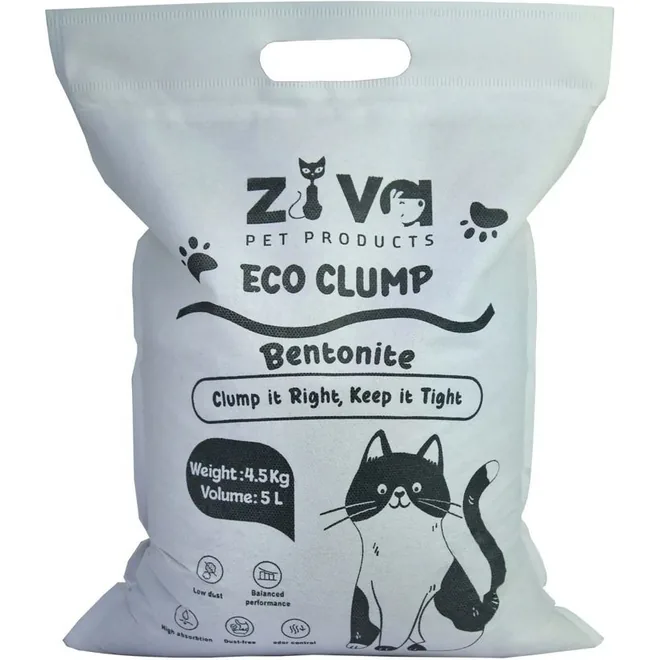 ziva
PET PRODUCTS
ECO CLUMP
Bentonite
Clump it Right, Keep it Tight
Weight:4.5Kg
Volume:5 L
Low dust
Balanced
performance
High absorbtion
Dust-free
odor control